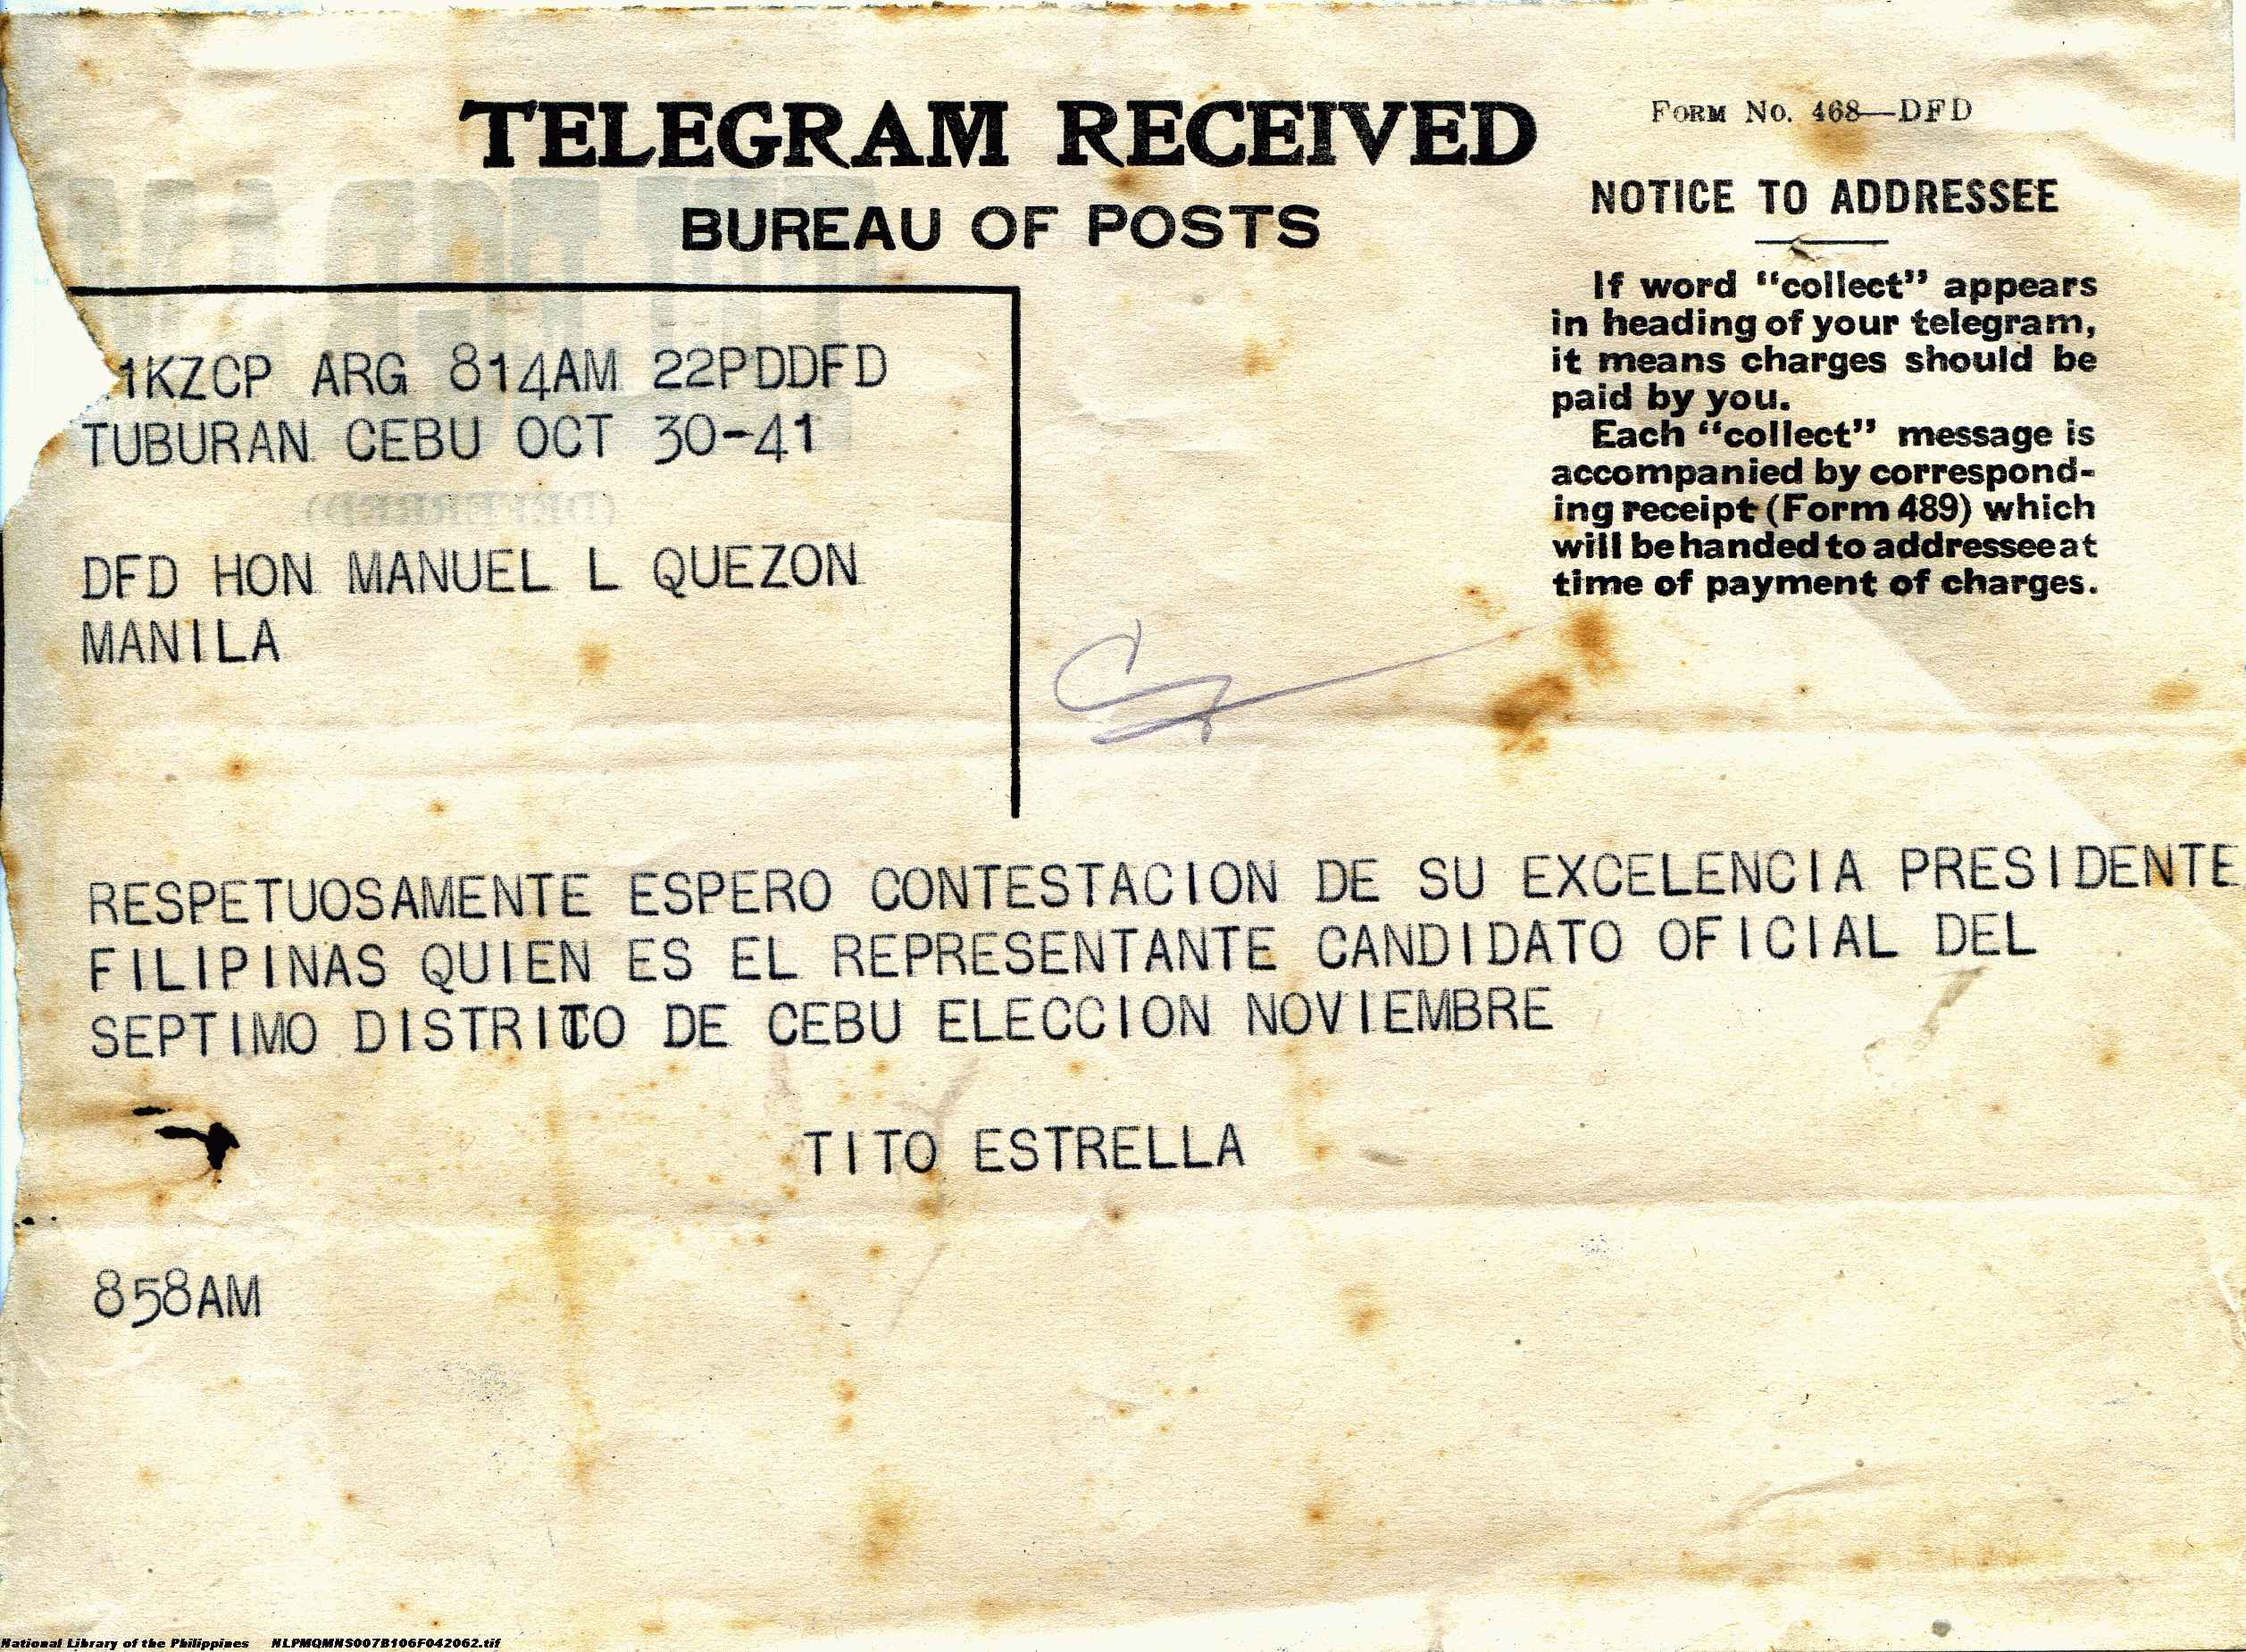 TELEGRAM RECEIVED
BUREAU OF POSTS
FORM NO. 468—DFD
NOTICE TO ADDRESSEE
If word "collect" appears
in heading of your telegram,
it means charges should be
paid by you.
Each "collect" message is
accompanied by correspond-
ing receipt (Form 489) which
will be handed to addressee at
time of payment of charges.
1KZCP ARG 814AM 22PDDFD
TUBURAN CEBU OCT 30-41
(DEFERRED)
DFD HON MANUEL L QUEZON
MANILA
RESPETUOSAMENTE ESPERO CONTESTACION DE SU EXCELENCIA PRESIDENTE
FILIPINAS QUIEN ES EL REPRESENTANTE CANDIDATO OFICIAL DEL
SEPTIMO DISTRITO DE CEBU ELECCION NOVIEMBRE
TITO ESTRELLA
858AM
National Library of the Philippines NLPMQMNS007B106F042062.tif